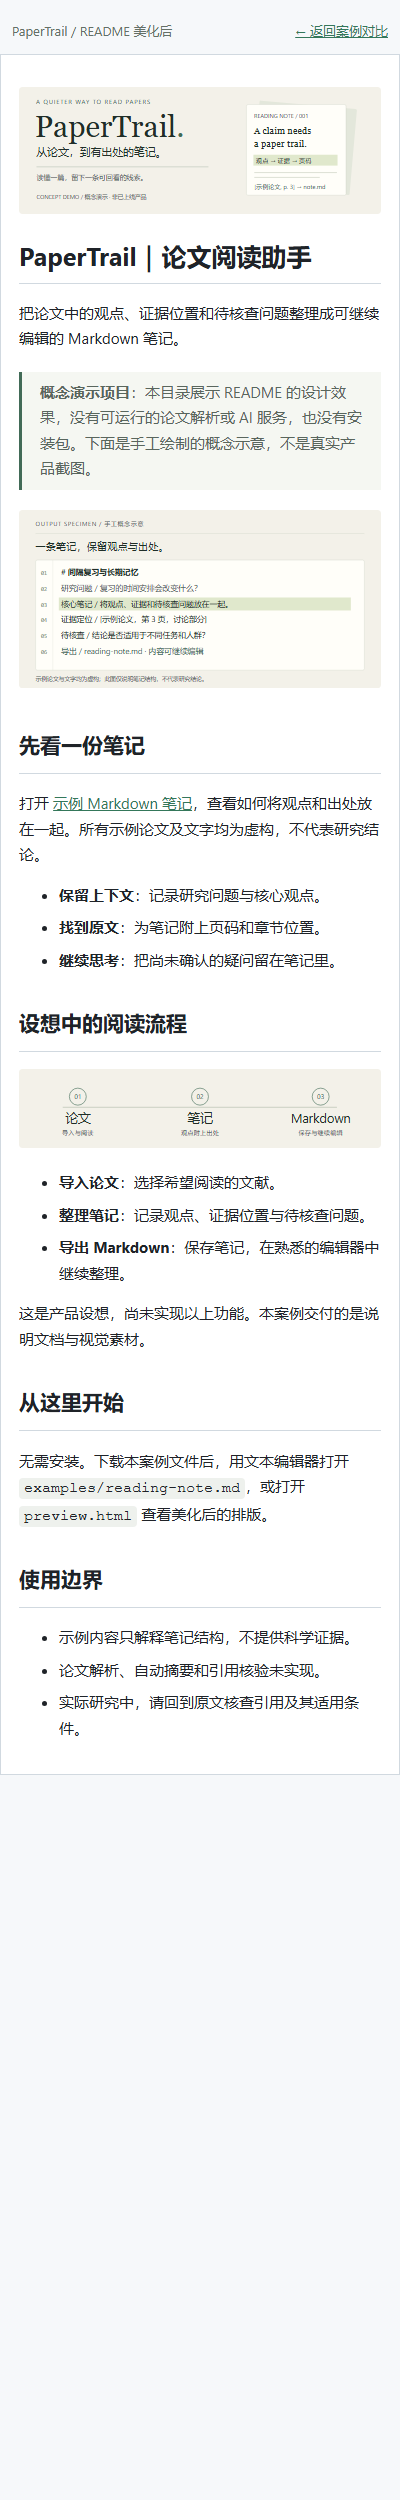 PaperTrail / README 美化后
← 返回案例对比
A QUIETER WAY TO READ PAPERS
PaperTrail.
从论文，到有出处的笔记。
读懂一篇，留下一条可回看的线索。
CONCEPT DEMO / 概念演示 · 非已上线产品
READING NOTE / 001
A claim needs
a paper trail.
观点 → 证据 → 页码
[示例论文, p. 3] → note.md
PaperTrail｜论文阅读助手
把论文中的观点、证据位置和待核查问题整理成可继续
编辑的 Markdown 笔记。
概念演示项目：本目录展示 README 的设计效
果，没有可运行的论文解析或 AI 服务，也没有安
装包。下面是手工绘制的概念示意，不是真实产
品截图。
OUTPUT SPECIMEN / 手工概念示意
一条笔记，保留观点与出处。
01 # 间隔复习与长期记忆
02 研究问题 / 复习的时间安排会改变什么？
03 核心笔记 / 将观点、证据和待核查问题放在一起。
04 证据定位 / [示例论文，第 3 页，讨论部分]
05 待核查 / 结论是否适用于不同任务和人群？
06 导出 / reading-note.md · 内容可继续编辑
示例论文与文字均为虚构；此图仅说明笔记结构，不代表研究结论。
先看一份笔记
打开 示例 Markdown 笔记，查看如何将观点和出处放
在一起。所有示例论文及文字均为虚构，不代表研究结
论。
• 保留上下文：记录研究问题与核心观点。
• 找到原文：为笔记附上页码和章节位置。
• 继续思考：把尚未确认的疑问留在笔记里。
设想中的阅读流程
01 02 03
论文 笔记 Markdown
导入与阅读 观点附上出处 保存与继续编辑
• 导入论文：选择希望阅读的文献。
• 整理笔记：记录观点、证据位置与待核查问题。
• 导出 Markdown：保存笔记，在熟悉的编辑器中
继续整理。
这是产品设想，尚未实现以上功能。本案例交付的是说
明文档与视觉素材。
从这里开始
无需安装。下载本案例文件后，用文本编辑器打开
examples/reading-note.md，或打开
preview.html 查看美化后的排版。
使用边界
• 示例内容只解释笔记结构，不提供科学证据。
• 论文解析、自动摘要和引用核验未实现。
• 实际研究中，请回到原文核查引用及其适用条
件。